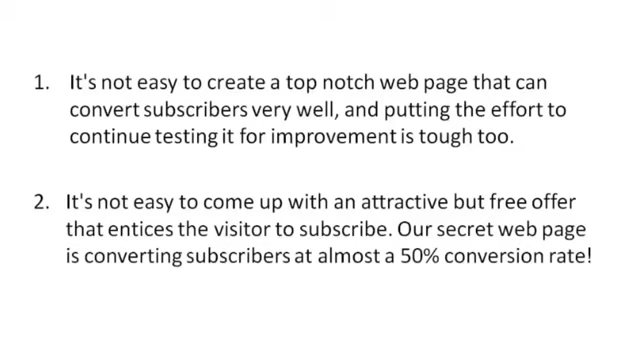 1. It's not easy to create a top notch web page that can
convert subscribers very well, and putting the effort to
continue testing it for improvement is tough too.
2. It's not easy to come up with an attractive but free offer
that entices the visitor to subscribe. Our secret web page
is converting subscribers at almost a 50% conversion rate!